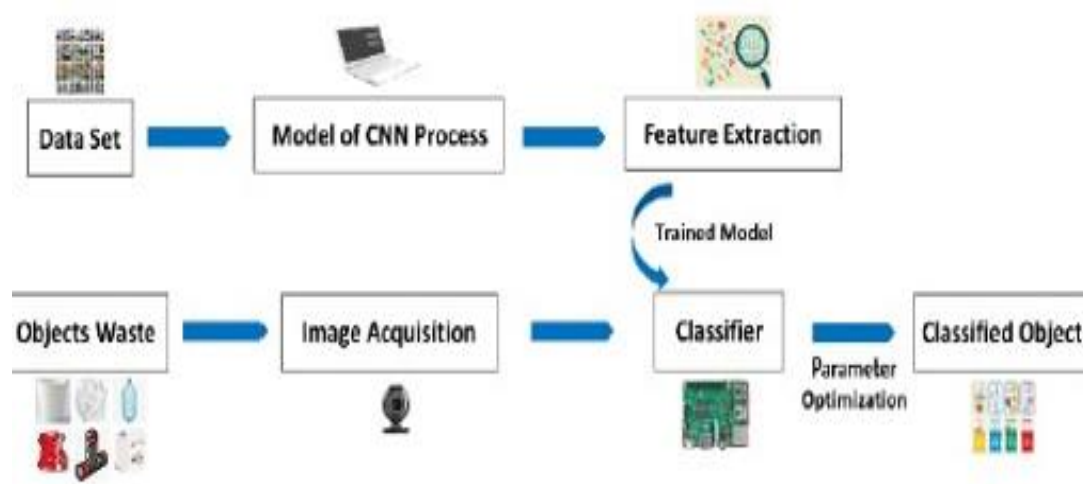 Data Set
Model of CNN Process
Feature Extraction
Trained Model
Objects Waste
Image Acquisition
Classifier
Classified Object
Parameter
Optimization